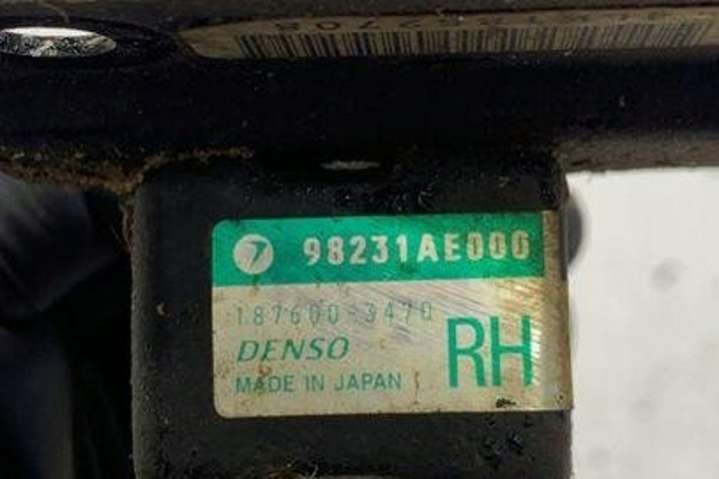 98231AE000
187600-3470
DENSO
RH
MADE IN JAPAN